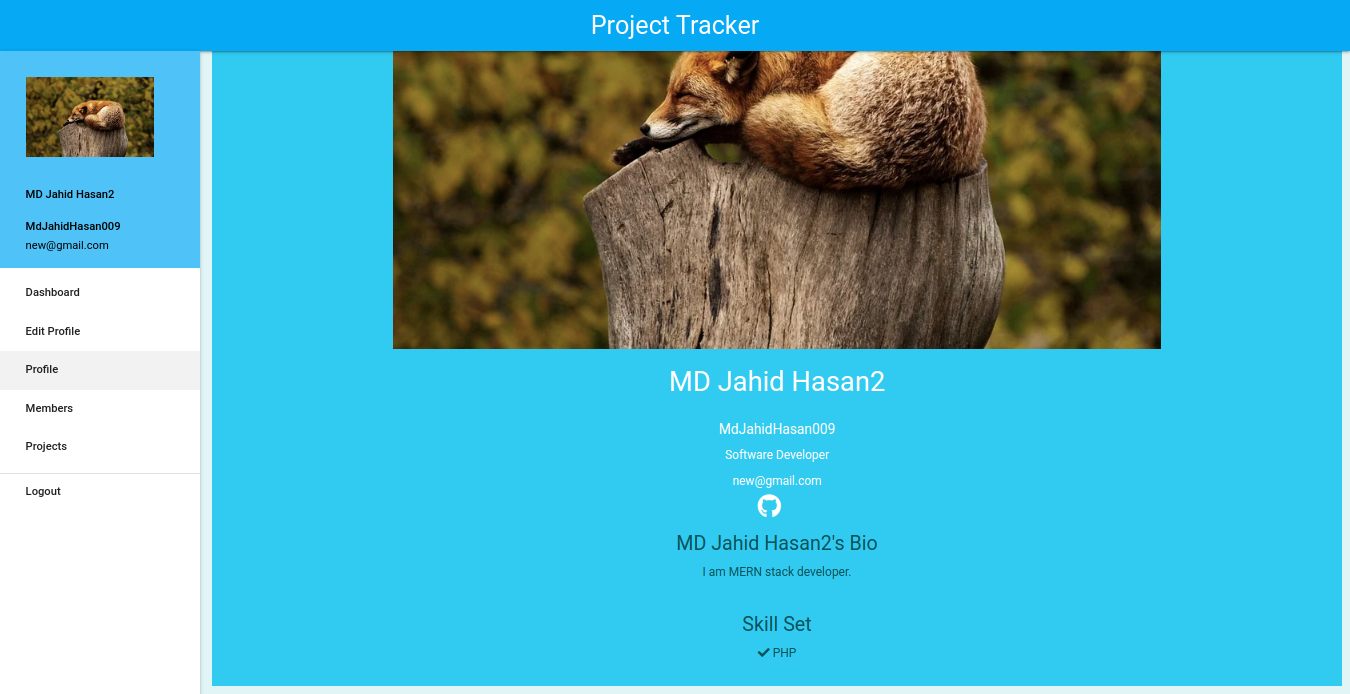 Project Tracker
MD Jahid Hasan2
MdJahidHasan009
new@gmail.com
Dashboard
Edit Profile
Profile
Members
Projects
Logout
MD Jahid Hasan2
MdJahidHasan009
Software Developer
new@gmail.com
MD Jahid Hasan2's Bio
I am MERN stack developer.
Skill Set
PHP